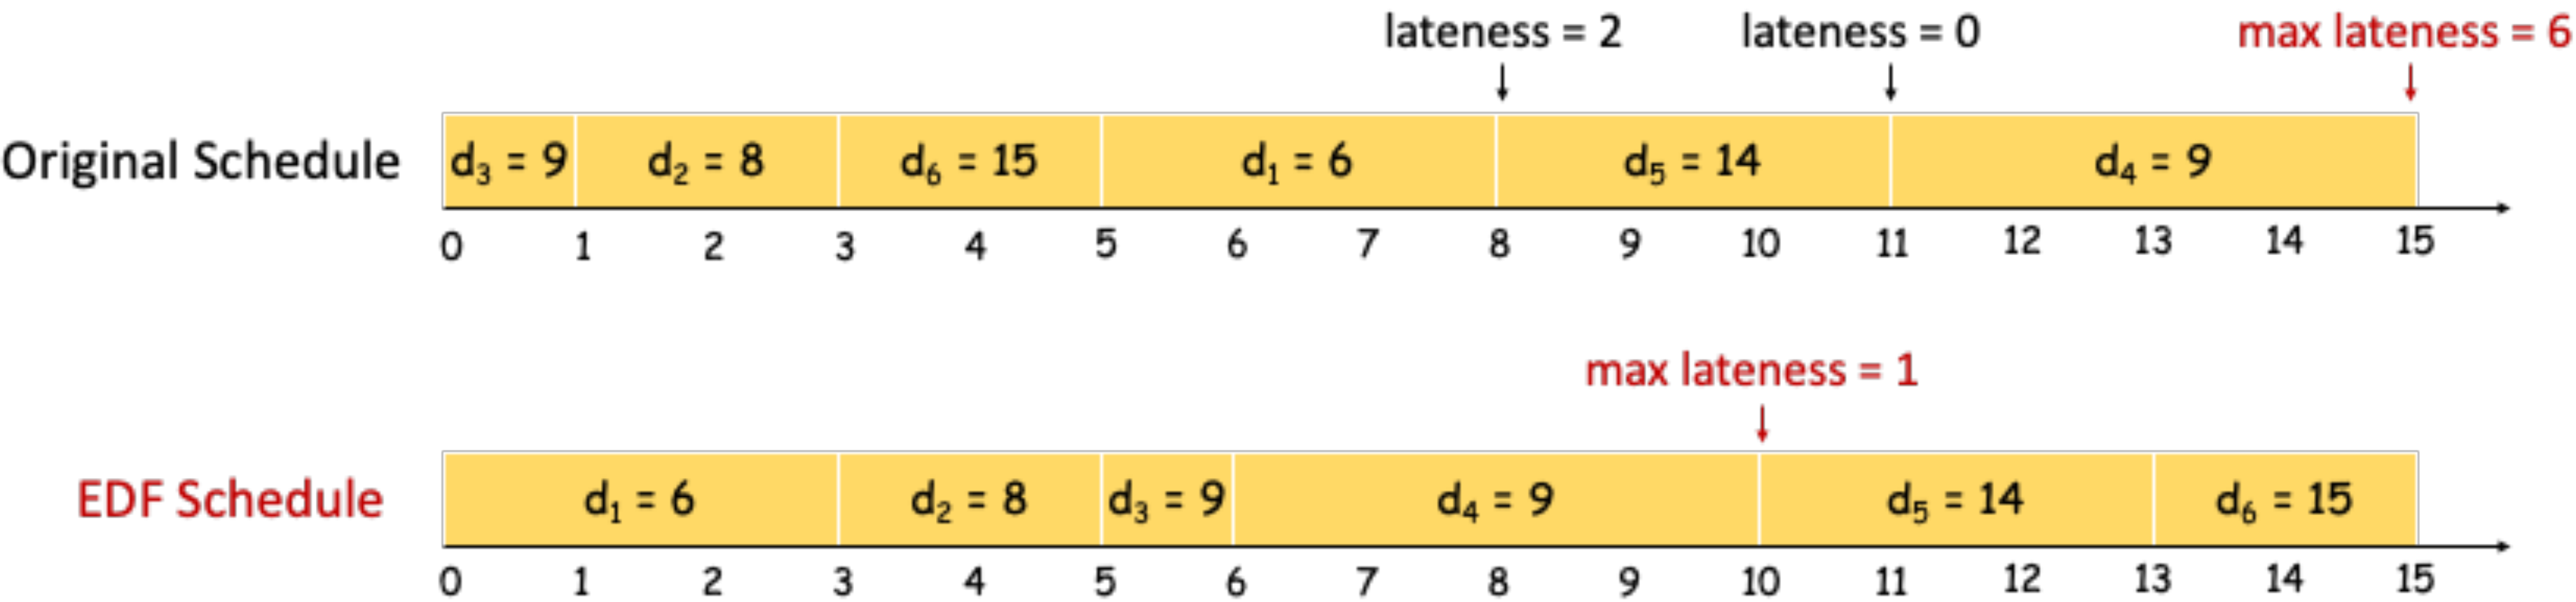 lateness = 2 lateness = 0 max lateness = 6
Original Schedule d₃ = 9 d₂ = 8 d₆ = 15 d₁ = 6 d₅ = 14 d₄ = 9
0 1 2 3 4 5 6 7 8 9 10 11 12 13 14 15
max lateness = 1
EDF Schedule d₁ = 6 d₂ = 8 d₃ = 9 d₄ = 9 d₅ = 14 d₆ = 15
0 1 2 3 4 5 6 7 8 9 10 11 12 13 14 15